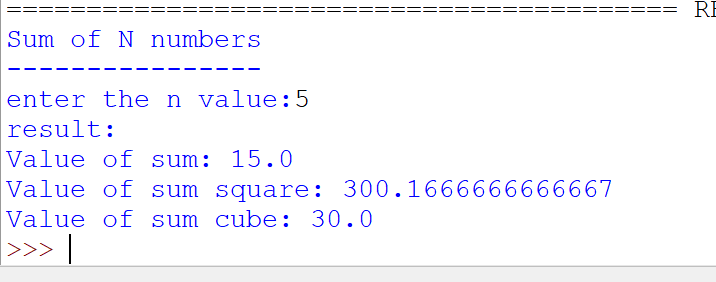 ========================================== RE
Sum of N numbers
----------------
enter the n value:5
result:
Value of sum: 15.0
Value of sum square: 300.1666666666667
Value of sum cube: 30.0
>>>